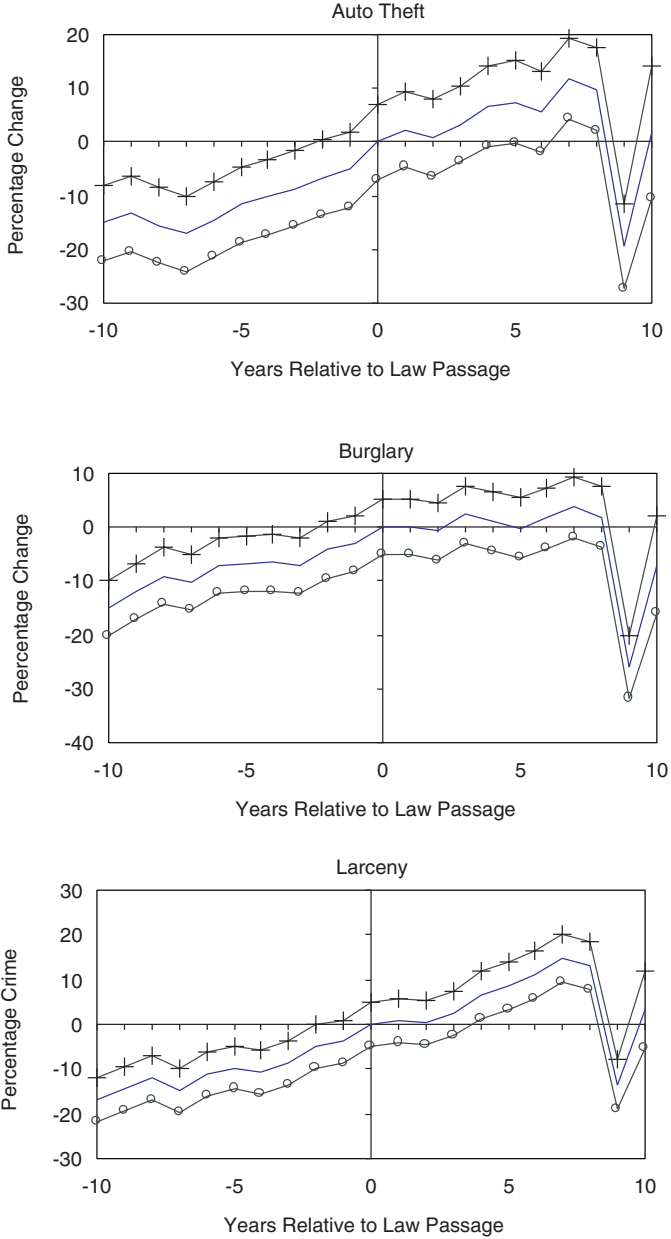 Auto Theft
20
10
0
-10
-20
-30
Percentage Change
-10 -5 0 5 10
Years Relative to Law Passage
Burglary
10
0
-10
-20
-30
-40
Peercentage Change
-10 -5 0 5 10
Years Relative to Law Passage
Larceny
30
20
10
0
-10
-20
-30
Percentage Crime
-10 -5 0 5 10
Years Relative to Law Passage